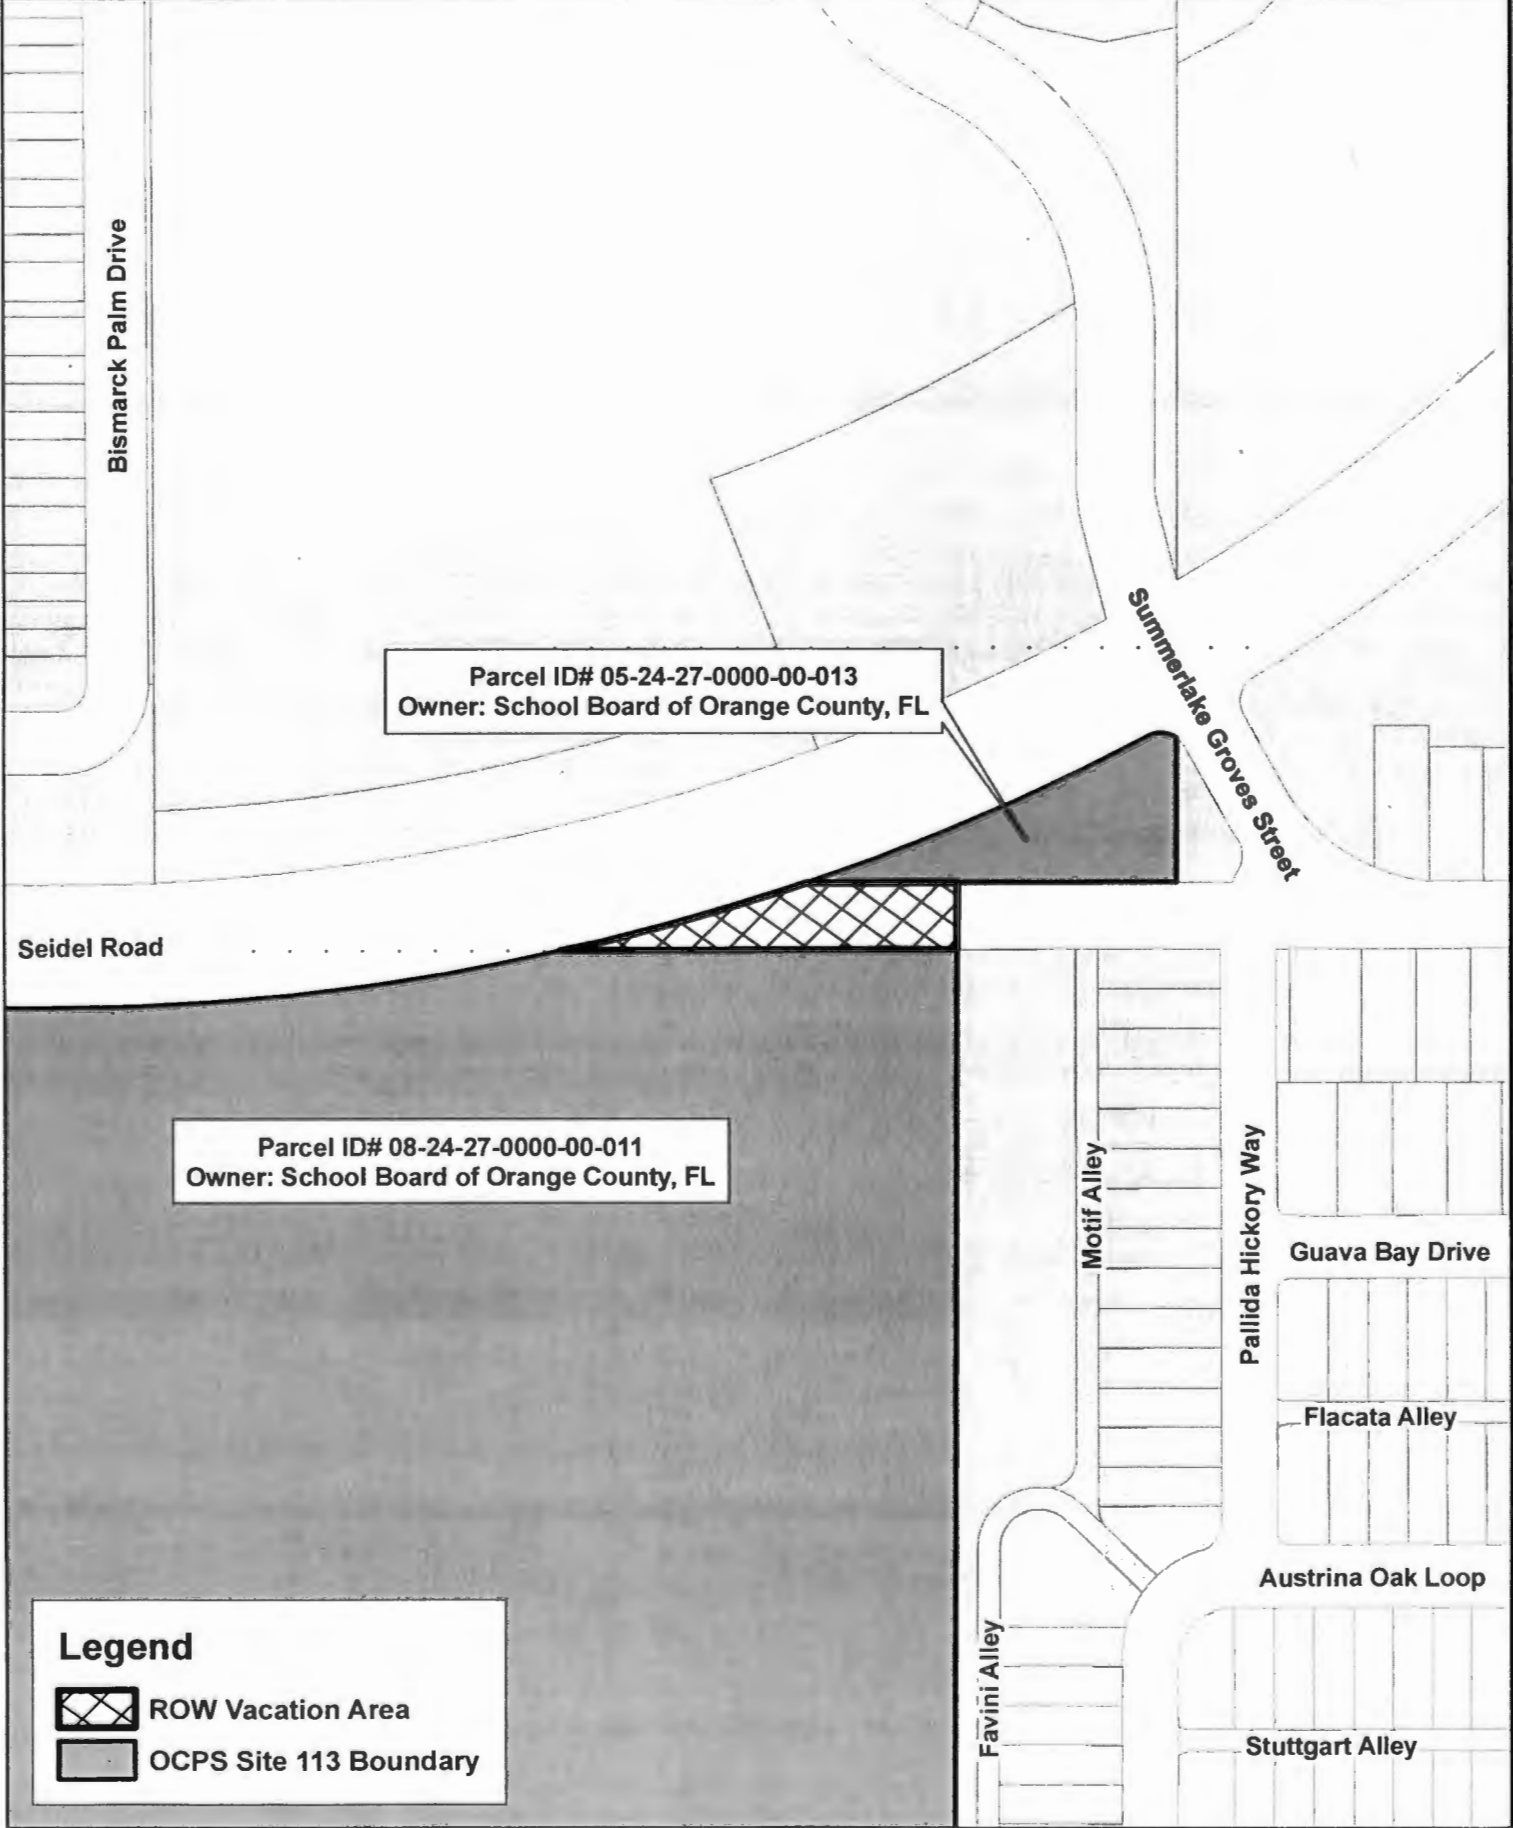 Bismarck Palm Drive
Summerlake Groves Street
Parcel ID# 05-24-27-0000-00-013
Owner: School Board of Orange County, FL
Seidel Road
Parcel ID# 08-24-27-0000-00-011
Owner: School Board of Orange County, FL
Motif Alley
Pallida Hickory Way
Guava Bay Drive
Flacata Alley
Austrina Oak Loop
Favini Alley
Stuttgart Alley
Legend
ROW Vacation Area
OCPS Site 113 Boundary